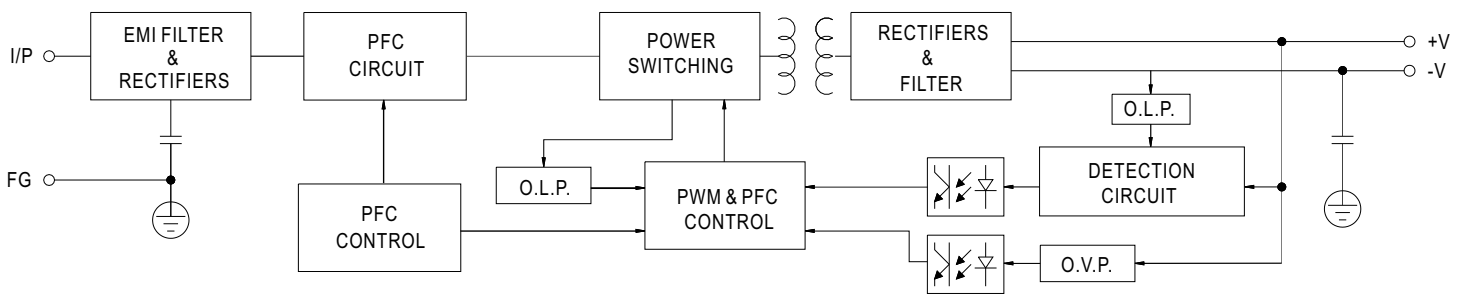 EMI FILTER
&
RECTIFIERS
PFC
CIRCUIT
POWER
SWITCHING
RECTIFIERS
&
FILTER
I/P
+V
-V
O.L.P.
FG
O.L.P.
PFC
CONTROL
PWM & PFC
CONTROL
DETECTION
CIRCUIT
O.V.P.